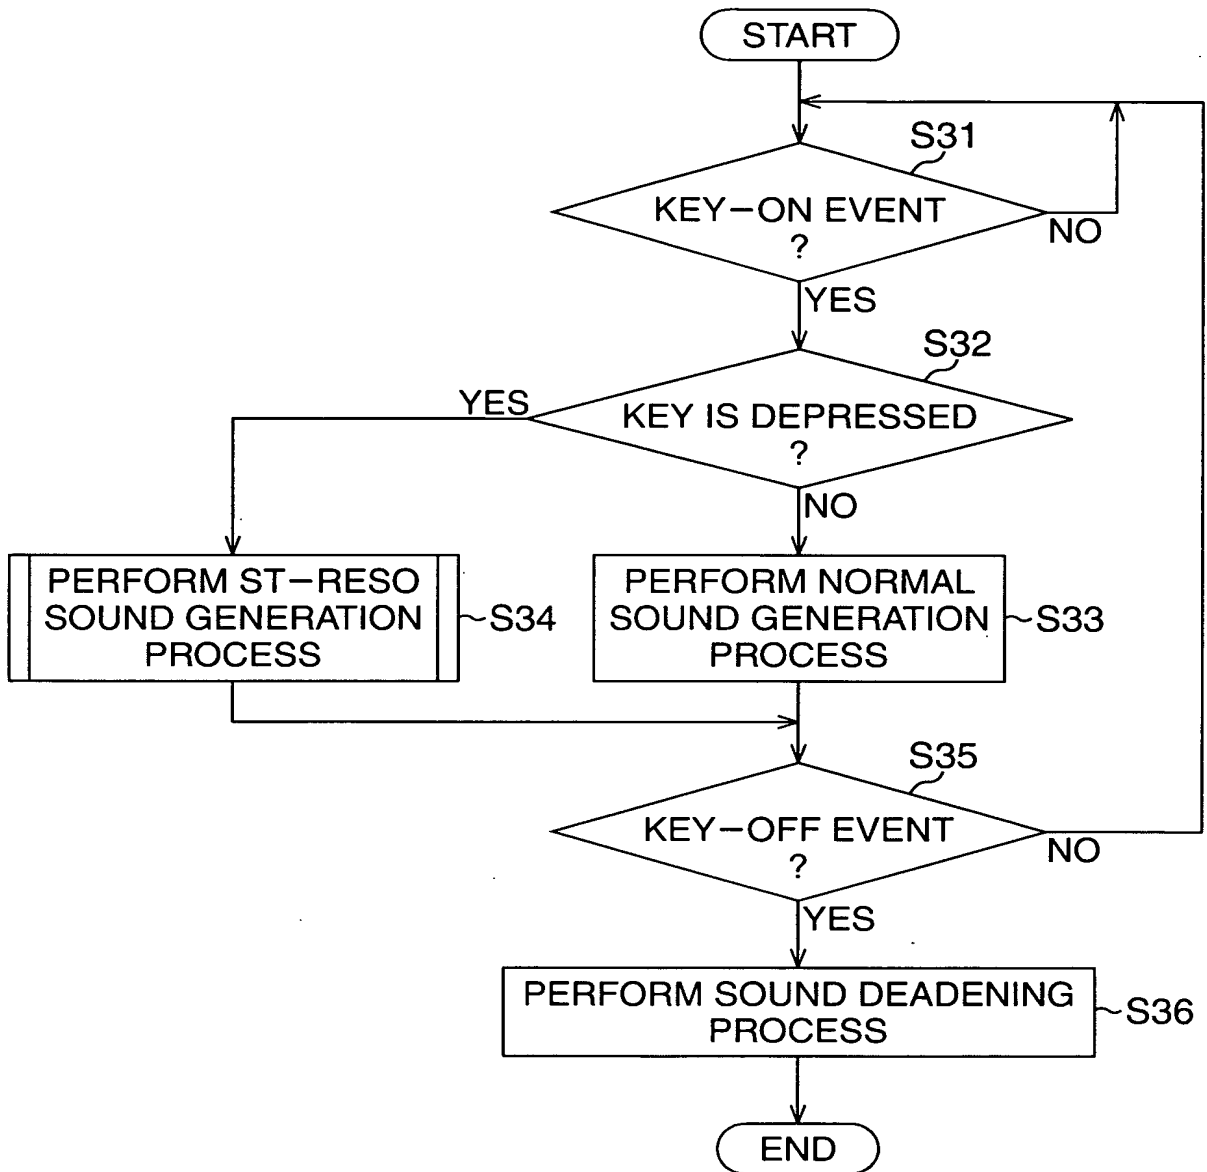 START
S31
KEY-ON EVENT
?
NO
YES
S32
YES
KEY IS DEPRESSED
?
NO
PERFORM ST-RESO
SOUND GENERATION
PROCESS
S34
PERFORM NORMAL
SOUND GENERATION
PROCESS
S33
S35
KEY-OFF EVENT
?
NO
YES
PERFORM SOUND DEADENING
PROCESS
S36
END